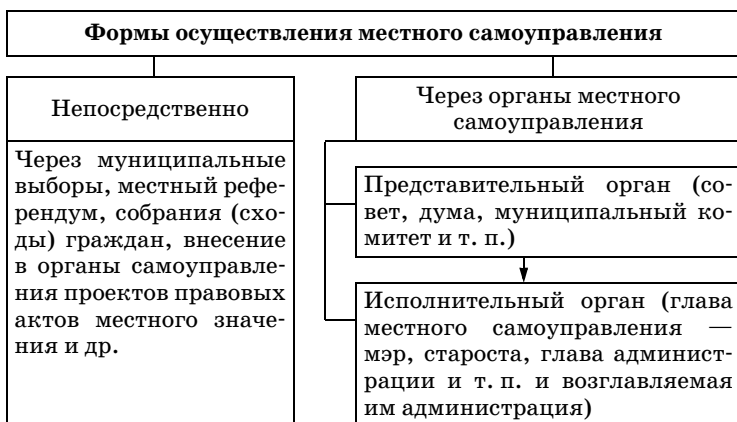 Формы осуществления местного самоуправления
Непосредственно
Через муниципальные
выборы, местный рефе-
рендум, собрания (схо-
ды) граждан, внесение
в органы самоуправле-
ния проектов правовых
актов местного значе-
ния и др.
Через органы местного
самоуправления
Представительный орган (со-
вет, дума, муниципальный ко-
митет и т. п.)
Исполнительный орган (глава
местного самоуправления —
мэр, староста, глава админист-
рации и т. п. и возглавляемая
им администрация)